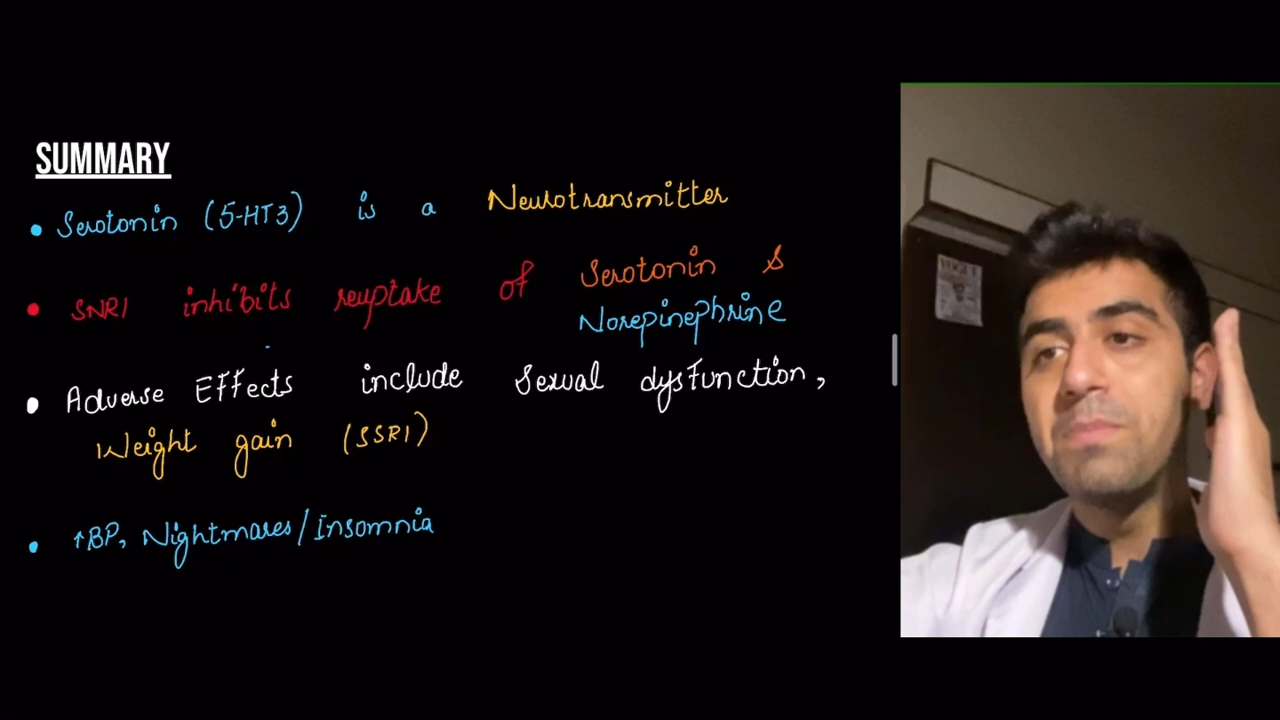 SUMMARY
• Serotonin (5-HT3) is a Neurotransmitter
• SNRI inhibits reuptake of Serotonin &
Norepinephrine
• Adverse Effects include Sexual dysfunction,
Weight gain (SSRI)
• ↑BP, Nightmares/Insomnia
VOGUE